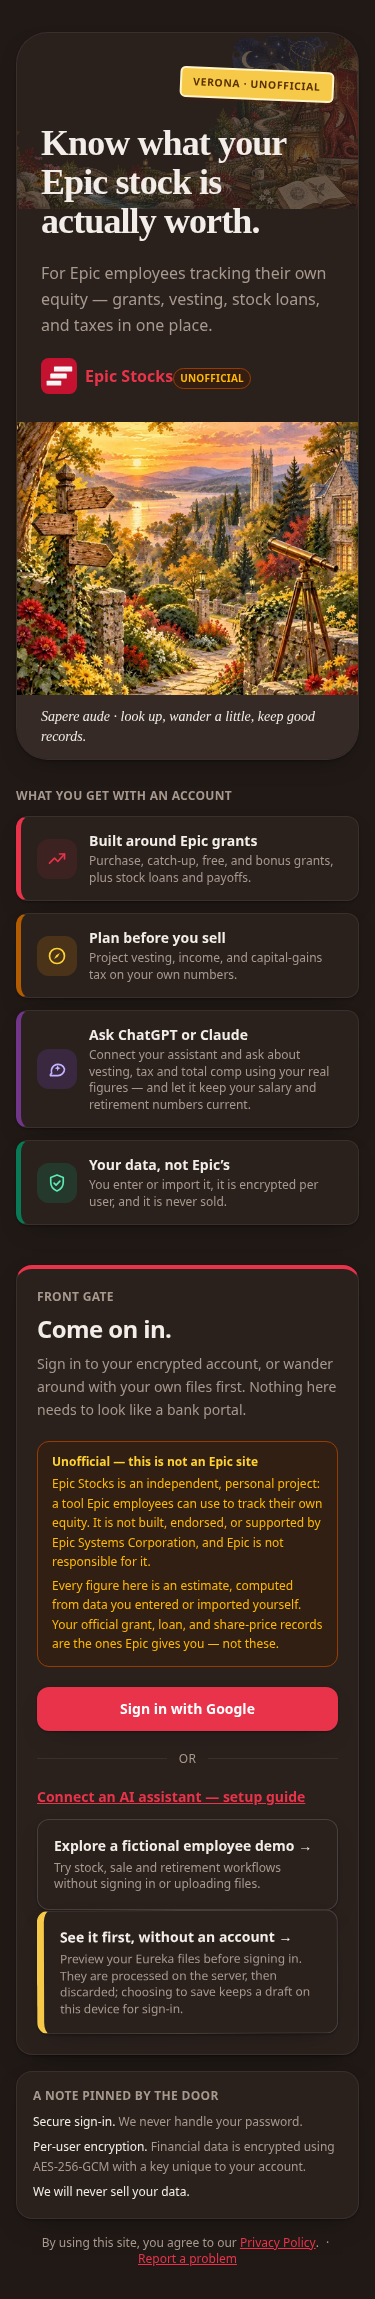 VERONA · UNOFFICIAL
Know what your
Epic stock is
actually worth.
For Epic employees tracking their own
equity — grants, vesting, stock loans,
and taxes in one place.
Epic Stocks UNOFFICIAL
Sapere aude · look up, wander a little, keep good
records.
WHAT YOU GET WITH AN ACCOUNT
Built around Epic grants
Purchase, catch-up, free, and bonus grants,
plus stock loans and payoffs.
Plan before you sell
Project vesting, income, and capital-gains
tax on your own numbers.
Ask ChatGPT or Claude
Connect your assistant and ask about
vesting, tax and total comp using your real
figures — and let it keep your salary and
retirement numbers current.
Your data, not Epic’s
You enter or import it, it is encrypted per
user, and it is never sold.
FRONT GATE
Come on in.
Sign in to your encrypted account, or wander
around with your own files first. Nothing here
needs to look like a bank portal.
Unofficial — this is not an Epic site
Epic Stocks is an independent, personal project:
a tool Epic employees can use to track their own
equity. It is not built, endorsed, or supported by
Epic Systems Corporation, and Epic is not
responsible for it.
Every figure here is an estimate, computed
from data you entered or imported yourself.
Your official grant, loan, and share-price records
are the ones Epic gives you — not these.
Sign in with Google
OR
Connect an AI assistant — setup guide
Explore a fictional employee demo →
Try stock, sale and retirement workflows
without signing in or uploading files.
See it first, without an account →
Preview your Eureka files before signing in.
They are processed on the server, then
discarded; choosing to save keeps a draft on
this device for sign-in.
A NOTE PINNED BY THE DOOR
Secure sign-in. We never handle your password.
Per-user encryption. Financial data is encrypted using
AES-256-GCM with a key unique to your account.
We will never sell your data.
By using this site, you agree to our Privacy Policy. ·
Report a problem